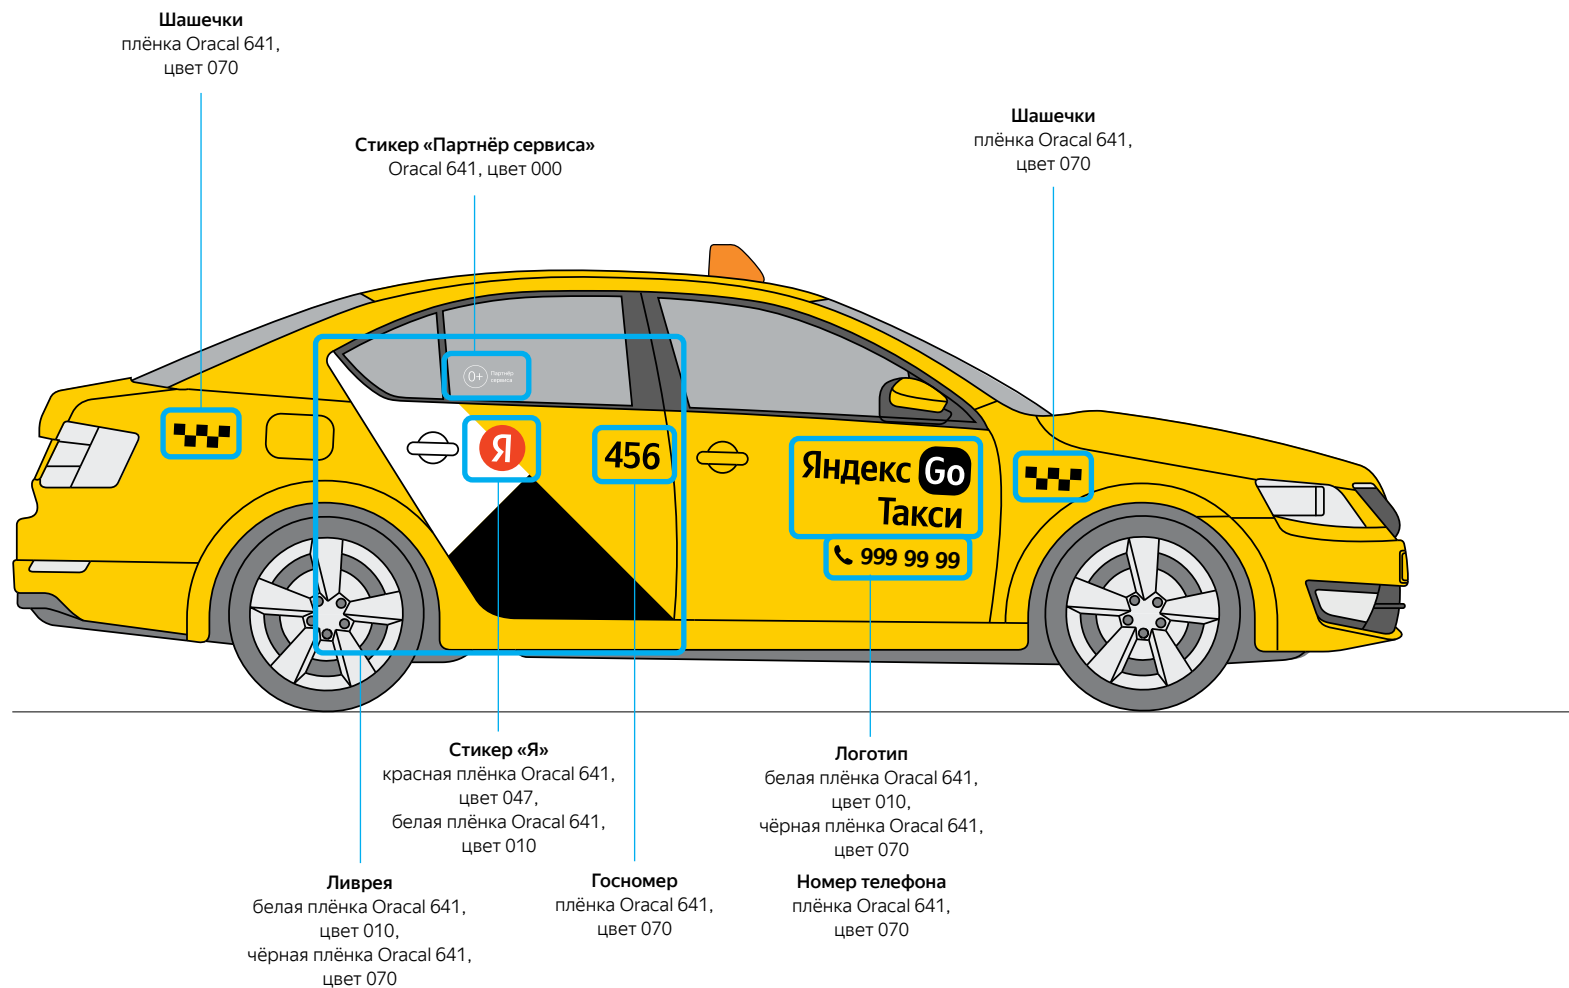 Шашечки
плёнка Oracal 641,
цвет 070
Стикер «Партнёр сервиса»
Oracal 641, цвет 000
Шашечки
плёнка Oracal 641,
цвет 070
0+
Партнёр
сервиса
Я
456
Яндекс Go
Такси
999 99 99
Стикер «Я»
красная плёнка Oracal 641,
цвет 047,
белая плёнка Oracal 641,
цвет 010
Логотип
белая плёнка Oracal 641,
цвет 010,
чёрная плёнка Oracal 641,
цвет 070
Ливрея
белая плёнка Oracal 641,
цвет 010,
чёрная плёнка Oracal 641,
цвет 070
Госномер
плёнка Oracal 641,
цвет 070
Номер телефона
плёнка Oracal 641,
цвет 070